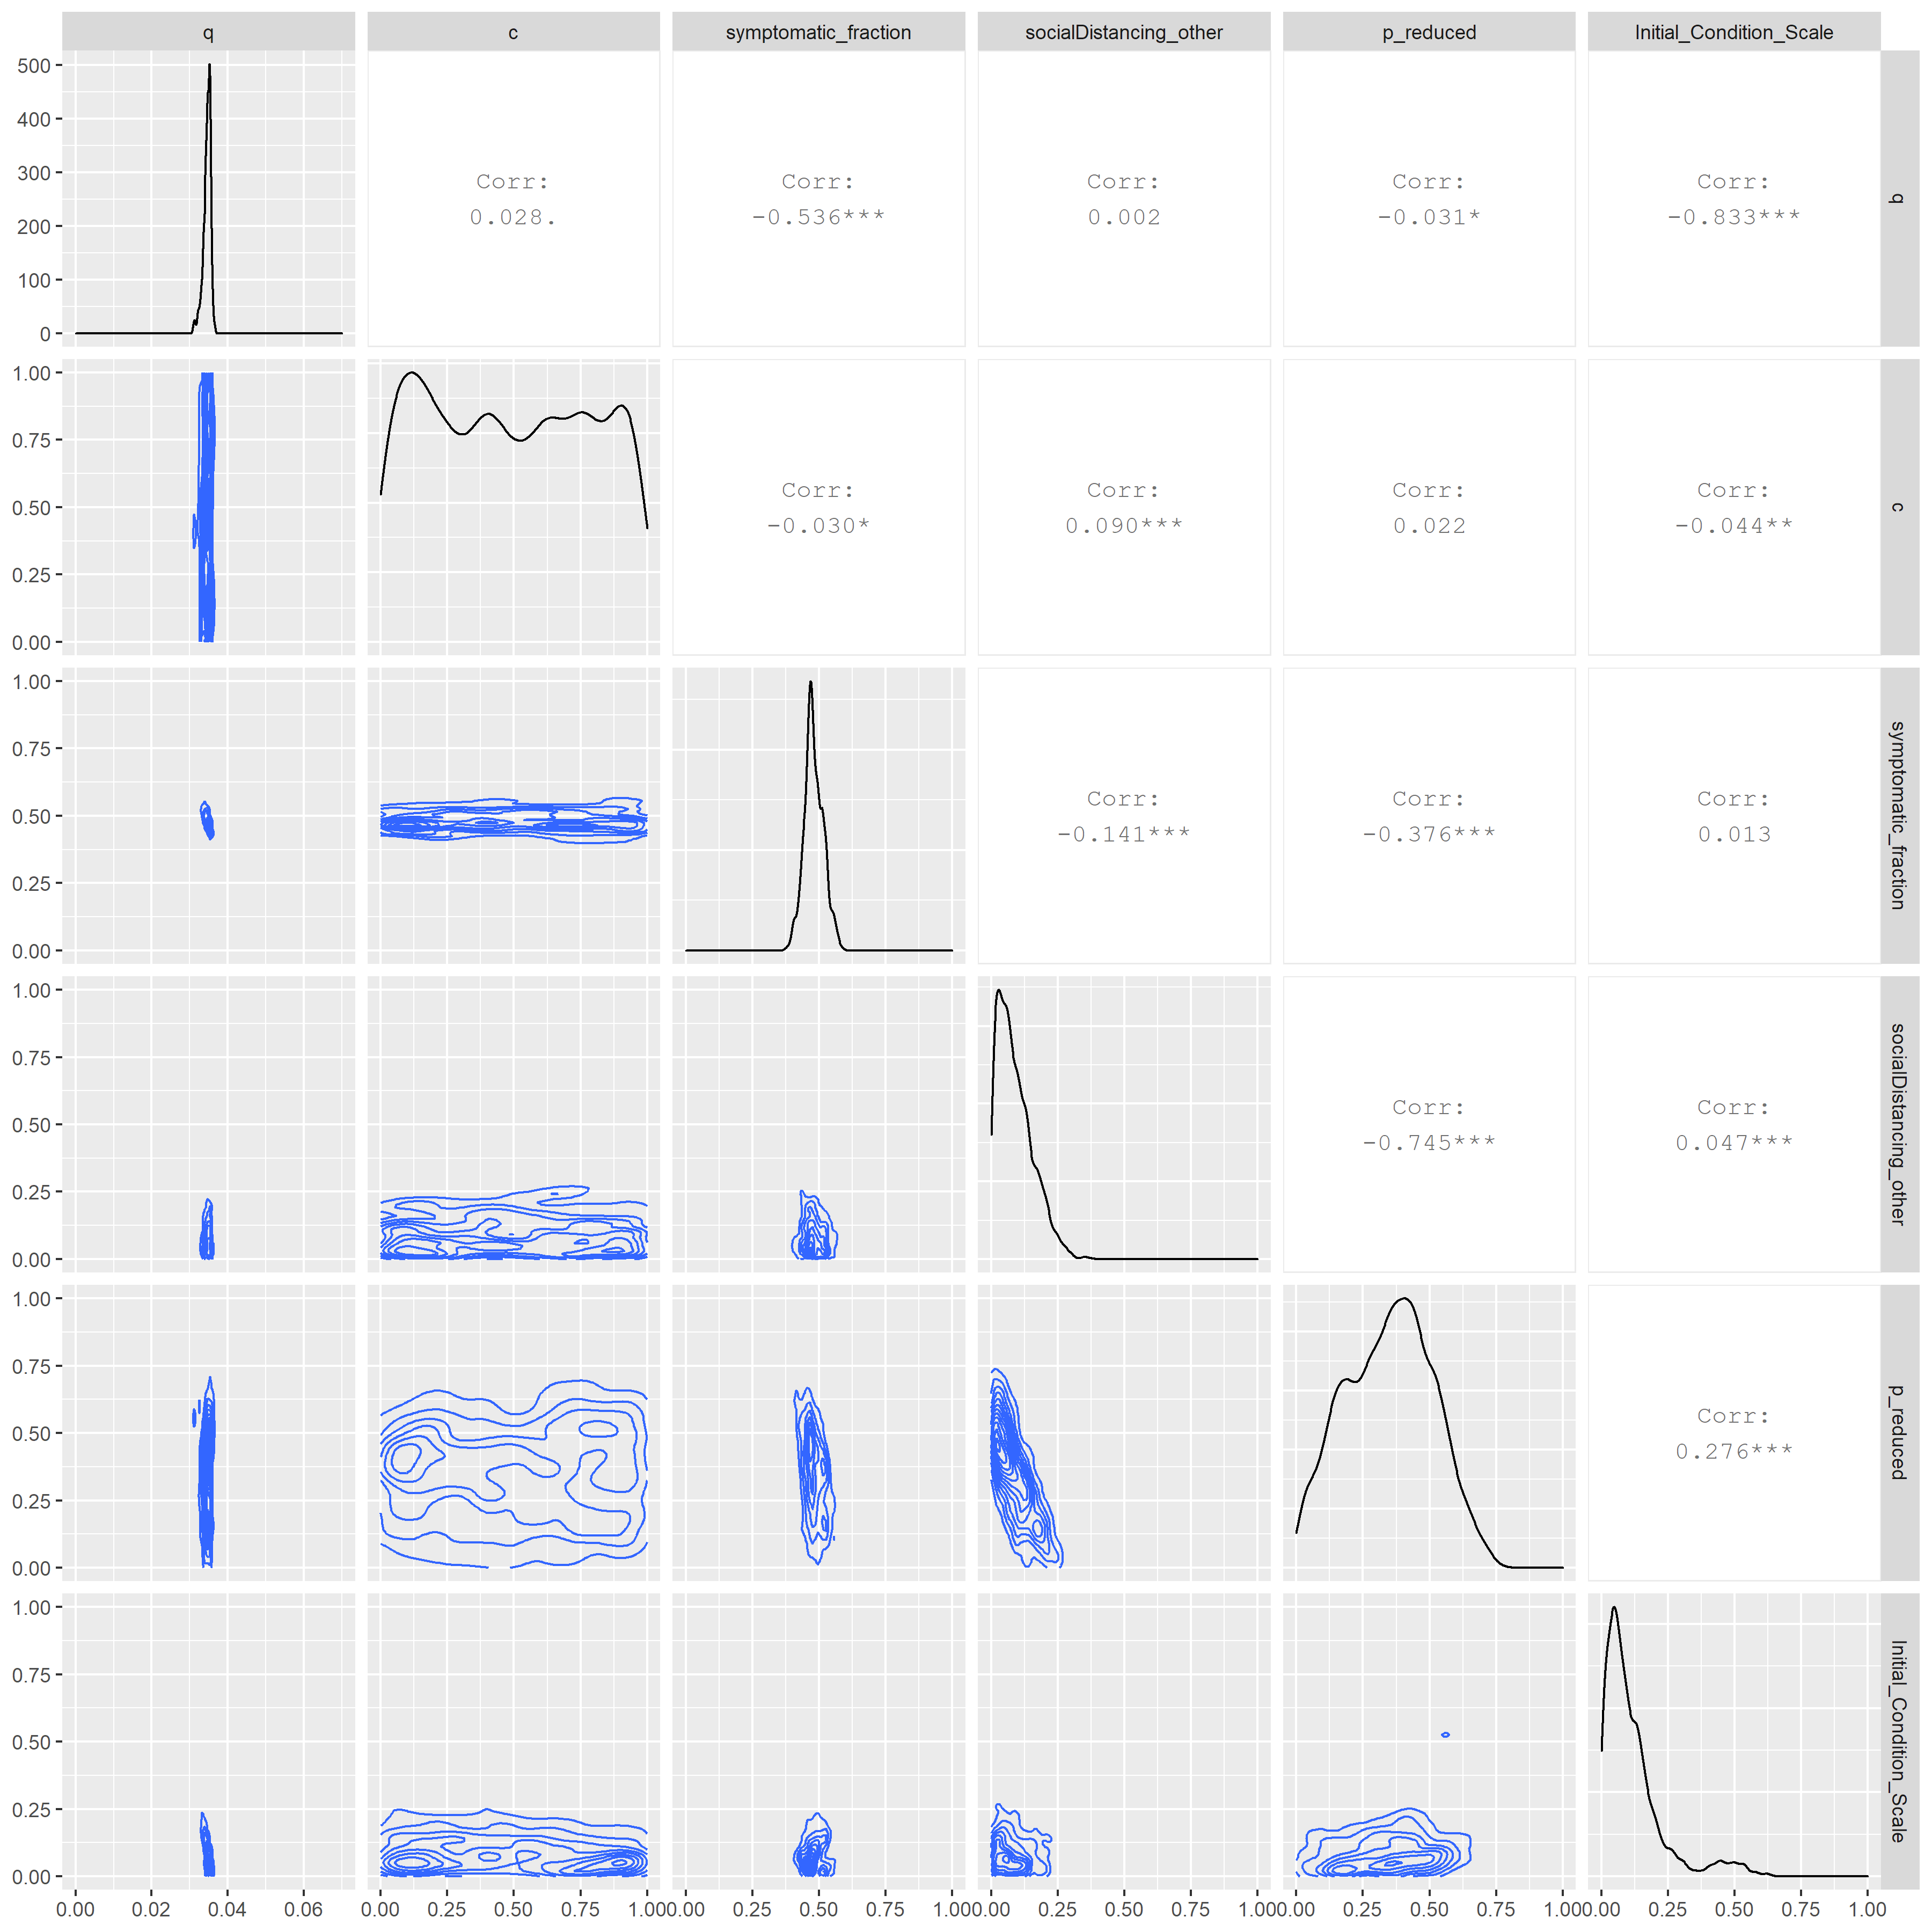 q c symptomatic_fraction socialDistancing_other p_reduced Initial_Condition_Scale
500
400
300
200
100
0
Corr:
0.028.
Corr:
-0.536***
Corr:
0.002
Corr:
-0.031*
Corr:
-0.833***
q
1.00
0.75
0.50
0.25
0.00
Corr:
-0.030*
Corr:
0.090***
Corr:
0.022
Corr:
-0.044**
c
1.00
0.75
0.50
0.25
0.00
Corr:
-0.141***
Corr:
-0.376***
Corr:
0.013
symptomatic_fraction
1.00
0.75
0.50
0.25
0.00
Corr:
-0.745***
Corr:
0.047***
socialDistancing_other
1.00
0.75
0.50
0.25
0.00
Corr:
0.276***
p_reduced
1.00
0.75
0.50
0.25
0.00
Initial_Condition_Scale
0.00 0.02 0.04 0.06 0.00 0.25 0.50 0.75 1.00 0.00 0.25 0.50 0.75 1.00 0.00 0.25 0.50 0.75 1.00 0.00 0.25 0.50 0.75 1.00 0.00 0.25 0.50 0.75 1.00